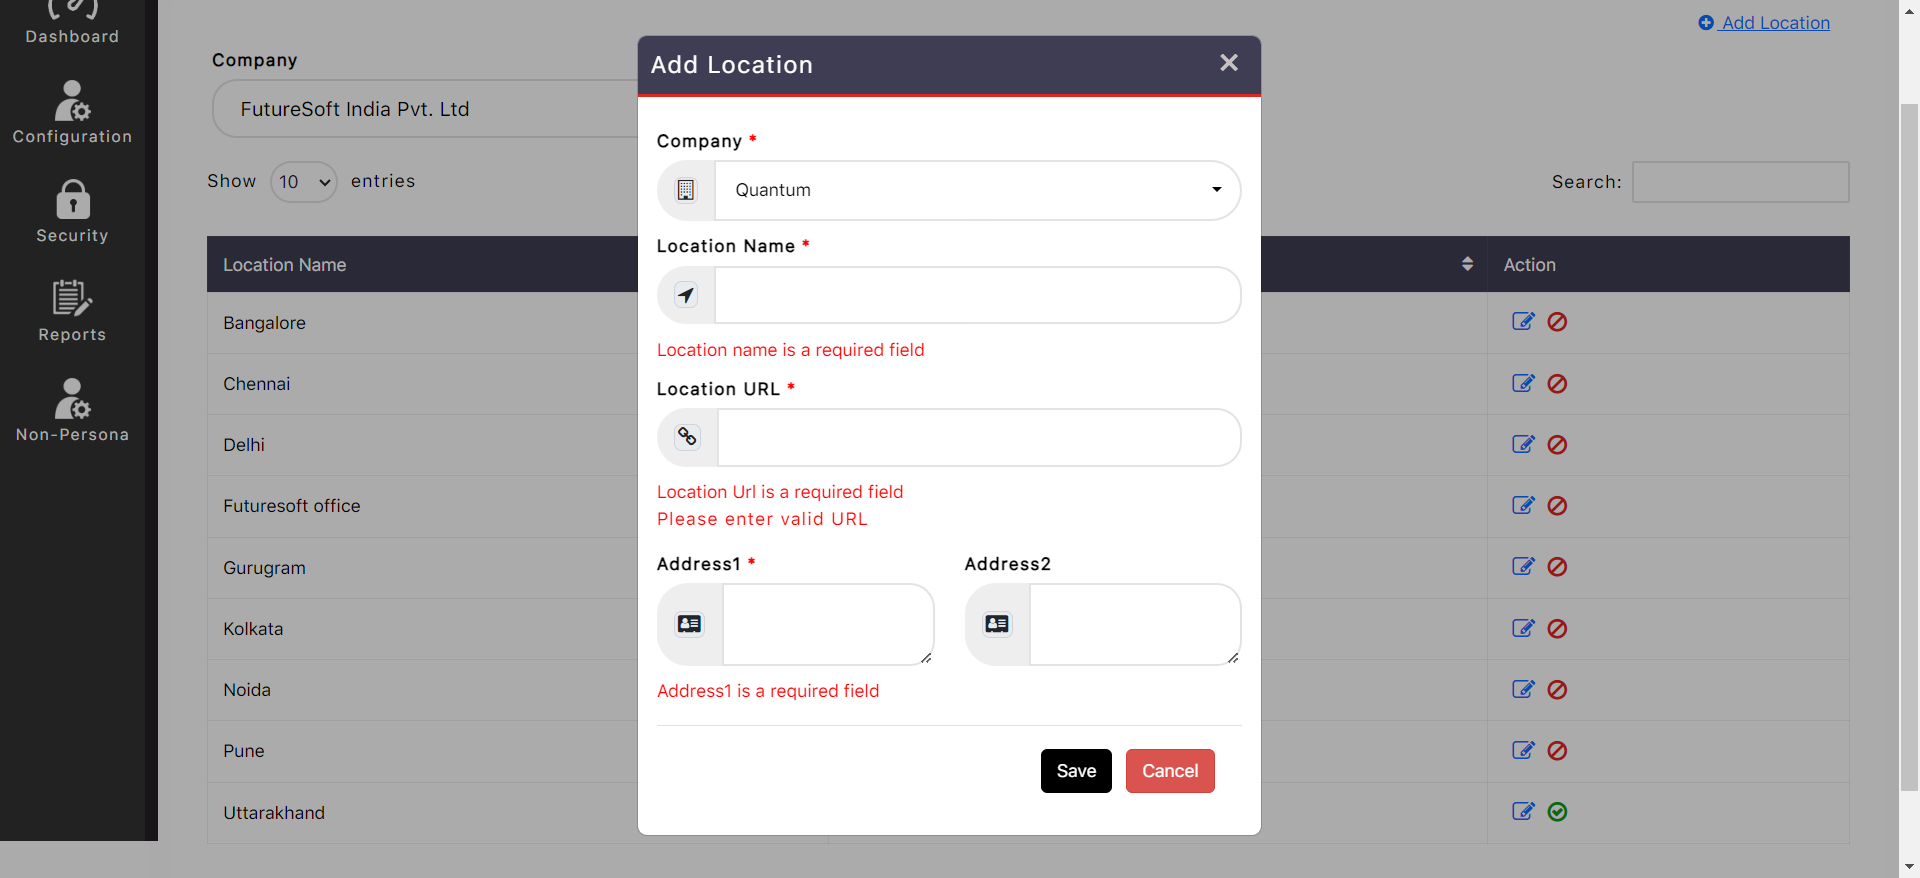 Dashboard
Configuration
Security
Reports
Non-Persona
Add Location
Company
FutureSoft India Pvt. Ltd
Show 10 entries
Search:
Location Name
Action
Bangalore
Chennai
Delhi
Futuresoft office
Gurugram
Kolkata
Noida
Pune
Uttarakhand
Add Location
Company *
Quantum
Location Name *
Location name is a required field
Location URL *
Location Url is a required field
Please enter valid URL
Address1 *
Address2
Address1 is a required field
Save
Cancel